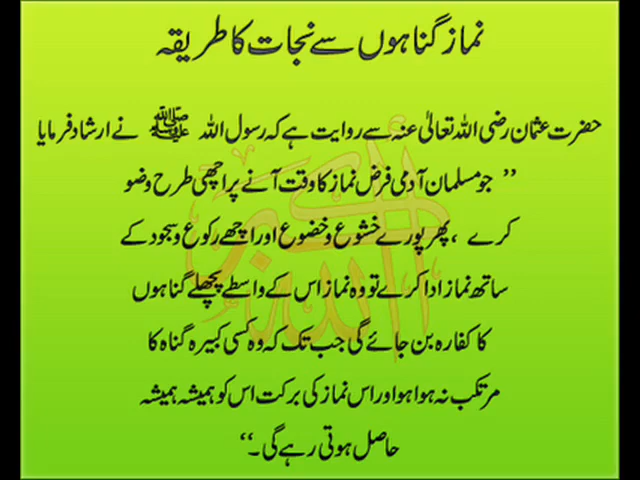 نماز گناہوں سے نجات کا طریقہ
حضرت عثمان رضی اللہ تعالیٰ عنہ سے روایت ہے کہ رسول اللہ ﷺ نے ارشاد فرمایا
” جو مسلمان آدمی فرض نماز کا وقت آنے پر اچھی طرح وضو
کرے ، پھر پورے خشوع و خضوع اور اچھے رکوع و سجود کے
ساتھ نماز ادا کرے تو وہ نماز اس کے واسطے پچھلے گناہوں
کا کفارہ بن جائے گی جب تک کہ وہ کسی کبیرہ گناہ کا
مرتکب نہ ہوا ہو اور اس نماز کی برکت اس کو ہمیشہ ہمیشہ
حاصل ہوتی رہے گی ۔“
الله أكبر